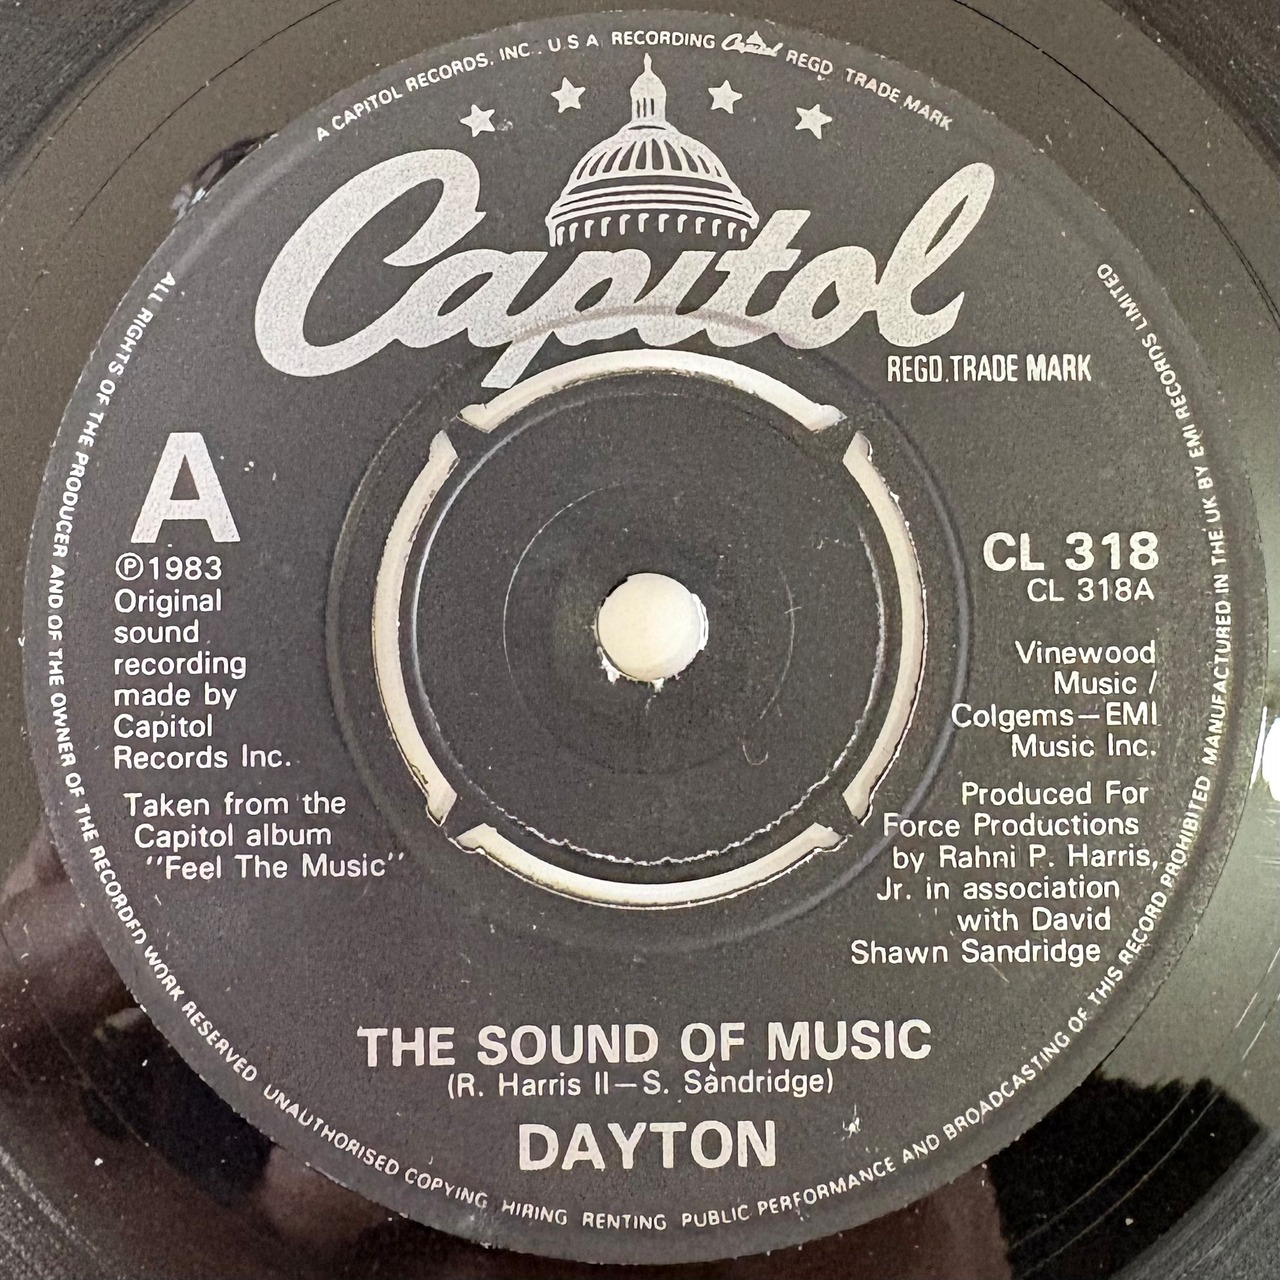 A CAPITOL RECORDS, INC., U.S.A. RECORDING Capitol REGD. TRADE MARK
Capitol
REGD. TRADE MARK
A
℗1983
Original
sound
recording
made by
Capitol
Records Inc.
Taken from the
Capitol album
"Feel The Music"
CL 318
CL 318A
Vinewood
Music /
Colgems—EMI
Music Inc.
Produced For
Force Productions
by Rahni P. Harris,
Jr. in association
with David
Shawn Sandridge
THE SOUND OF MUSIC
(R. Harris II—S. Sandridge)
DAYTON
ALL RIGHTS OF THE PRODUCER AND OF THE OWNER OF THE RECORDED WORK RESERVED UNAUTHORISED COPYING HIRING RENTING PUBLIC PERFORMANCE AND BROADCASTING OF THIS RECORD PROHIBITED MANUFACTURED IN THE UK BY EMI RECORDS LIMITED